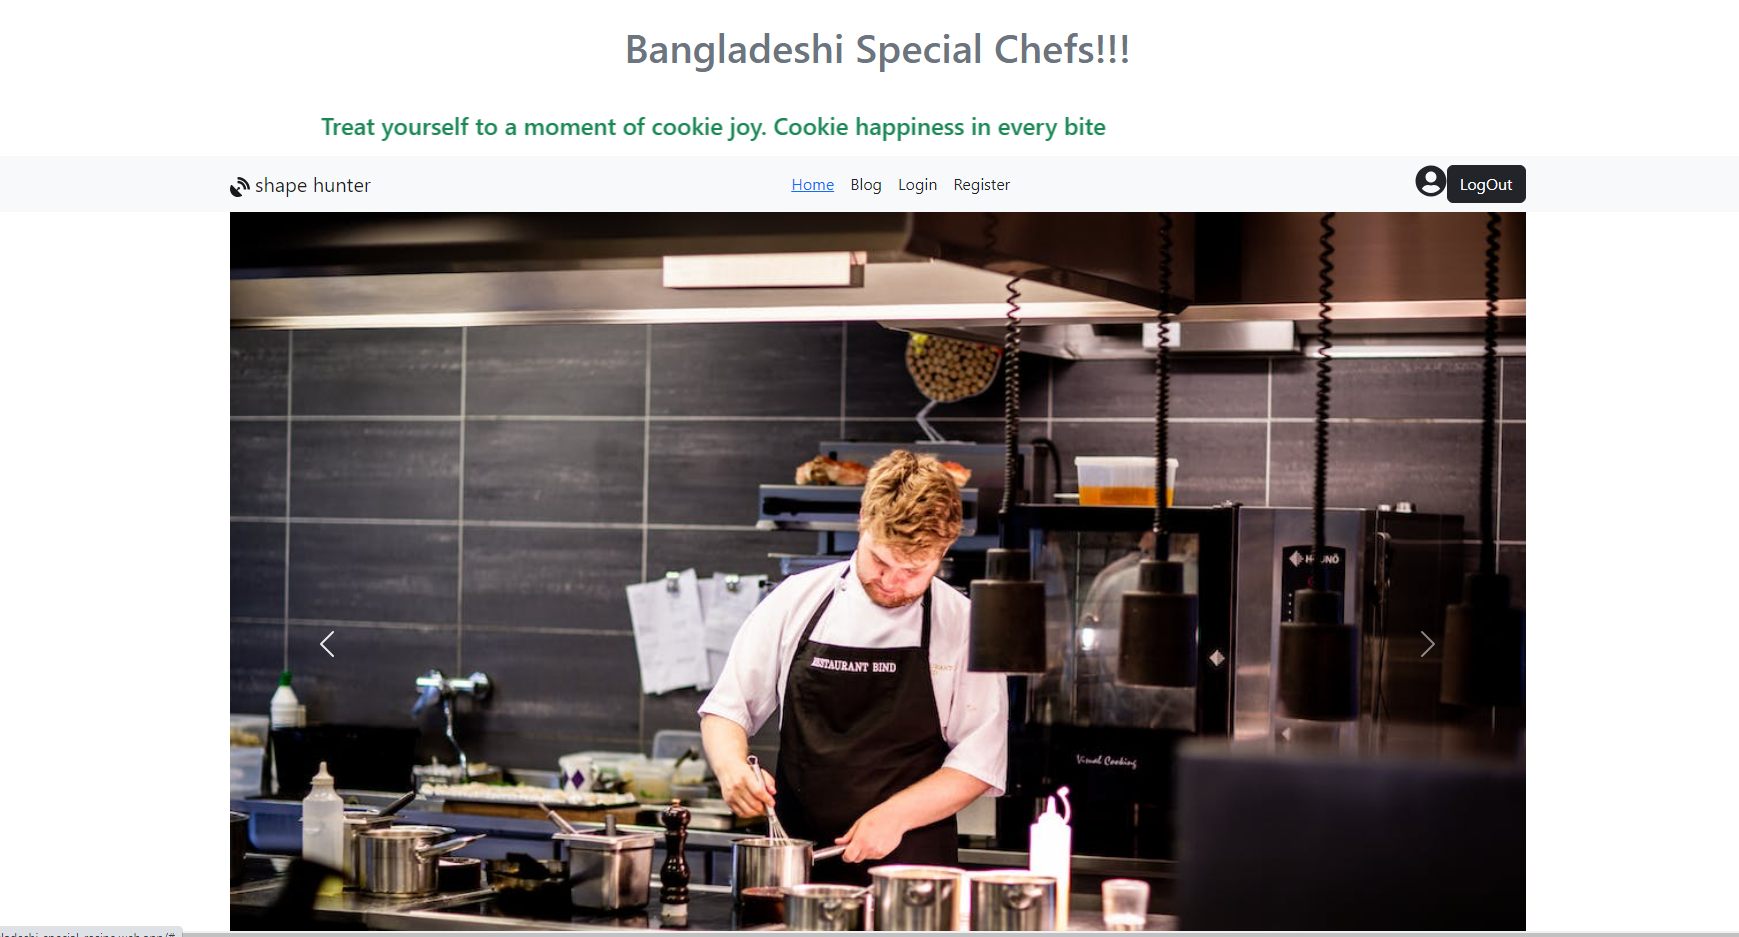 Bangladeshi Special Chefs!!!
Treat yourself to a moment of cookie joy. Cookie happiness in every bite
shape hunter
Home Blog Login Register
LogOut
RESTAURANT BIND
Visual Cooking